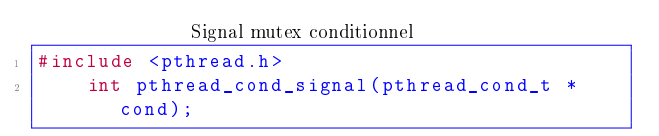 Signal mutex conditionnel
1 #include <pthread.h>
2 int pthread_cond_signal(pthread_cond_t *
cond);